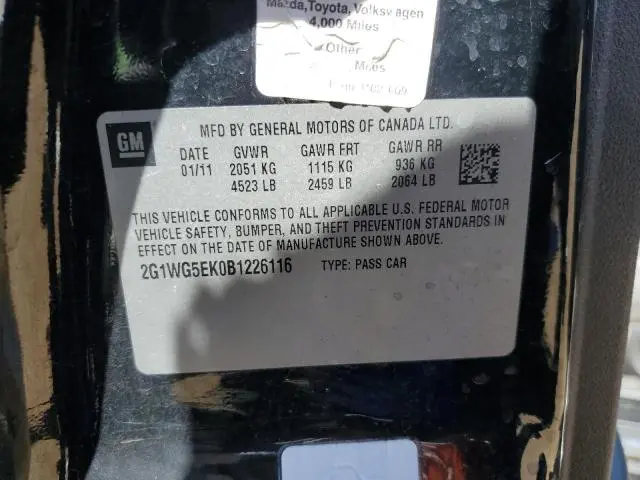 Mazda, Toyota, Volkswagen
4,000 Miles
Other
Miles
GM
MFD BY GENERAL MOTORS OF CANADA LTD.
DATE GVWR GAWR FRT GAWR RR
01/11 2051 KG 1115 KG 936 KG
4523 LB 2459 LB 2064 LB
THIS VEHICLE CONFORMS TO ALL APPLICABLE U.S. FEDERAL MOTOR
VEHICLE SAFETY, BUMPER, AND THEFT PREVENTION STANDARDS IN
EFFECT ON THE DATE OF MANUFACTURE SHOWN ABOVE.
2G1WG5EK0B1226116 TYPE: PASS CAR